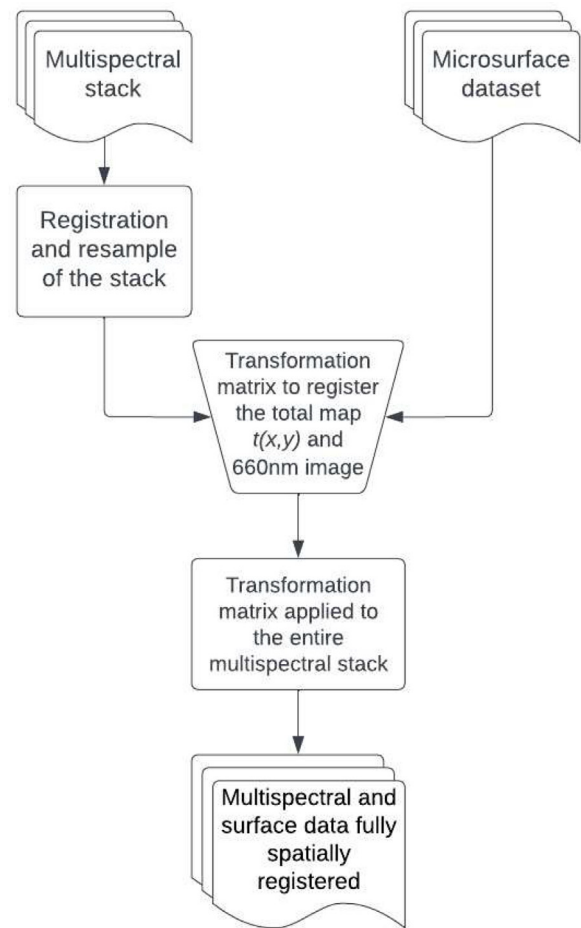 Multispectral
stack
Microsurface
dataset
Registration
and resample
of the stack
Transformation
matrix to register
the total map
t(x,y) and
660nm image
Transformation
matrix applied to
the entire
multispectral stack
Multispectral and
surface data fully
spatially
registered